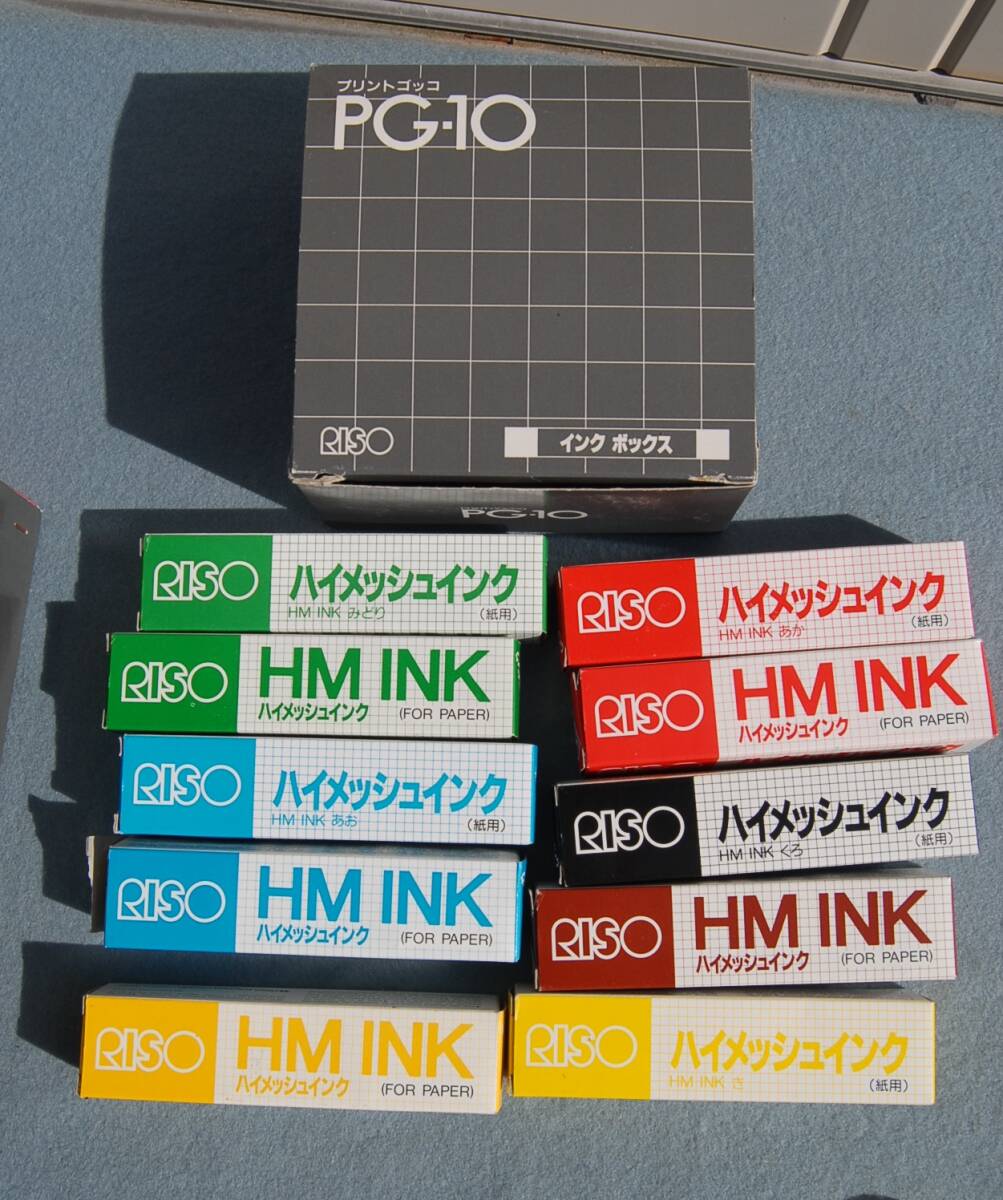 プリントゴッコ
PG-10
RISO
インク ボックス
PG-10
RISO
ハイメッシュインク
HM INK みどり
(紙用)
RISO
HM INK
ハイメッシュインク
(FOR PAPER)
RISO
ハイメッシュインク
HM INK あお
(紙用)
RISO
HM INK
ハイメッシュインク
(FOR PAPER)
RISO
HM INK
ハイメッシュインク
(FOR PAPER)
RISO
ハイメッシュインク
HM INK あか
(紙用)
RISO
HM INK
ハイメッシュインク
(FOR PAPER)
RISO
ハイメッシュインク
HM INK くろ
(紙用)
RISO
HM INK
ハイメッシュインク
(FOR PAPER)
RISO
ハイメッシュインク
HM INK き
(紙用)